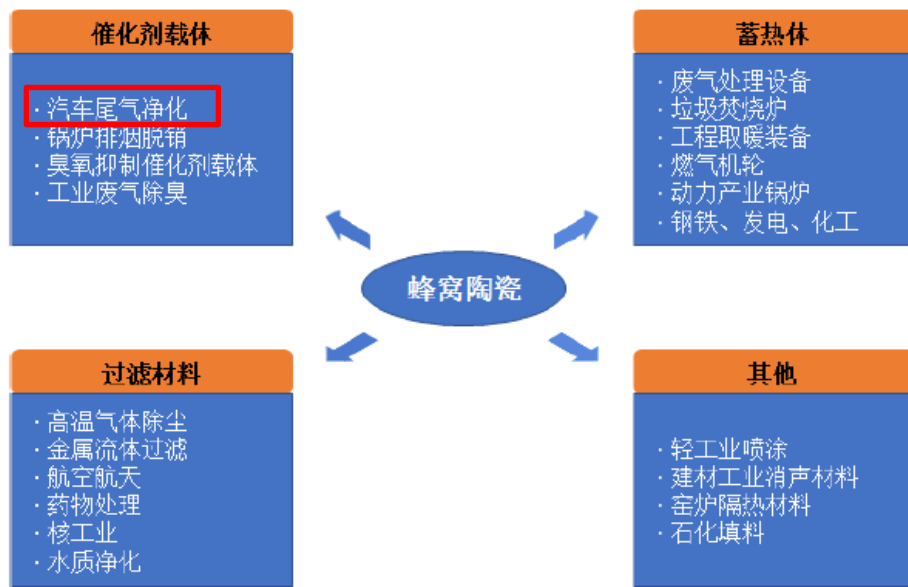 催化剂载体
· 汽车尾气净化
· 锅炉排烟脱销
· 臭氧抑制催化剂载体
· 工业废气除臭
蓄热体
· 废气处理设备
· 垃圾焚烧炉
· 工程取暖装备
· 燃气机轮
· 动力产业锅炉
· 钢铁、发电、化工
蜂窝陶瓷
过滤材料
· 高温气体除尘
· 金属流体过滤
· 航空航天
· 药物处理
· 核工业
· 水质净化
其他
· 轻工业喷涂
· 建材工业消声材料
· 窑炉隔热材料
· 石化填料